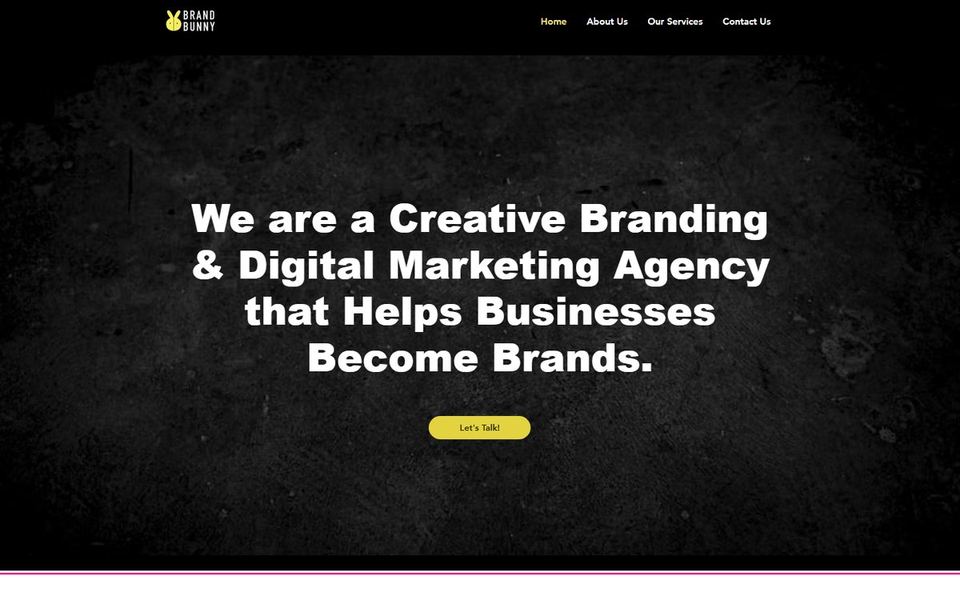 BRAND
BUNNY
Home About Us Our Services Contact Us
We are a Creative Branding
& Digital Marketing Agency
that Helps Businesses
Become Brands.
Let's Talk!